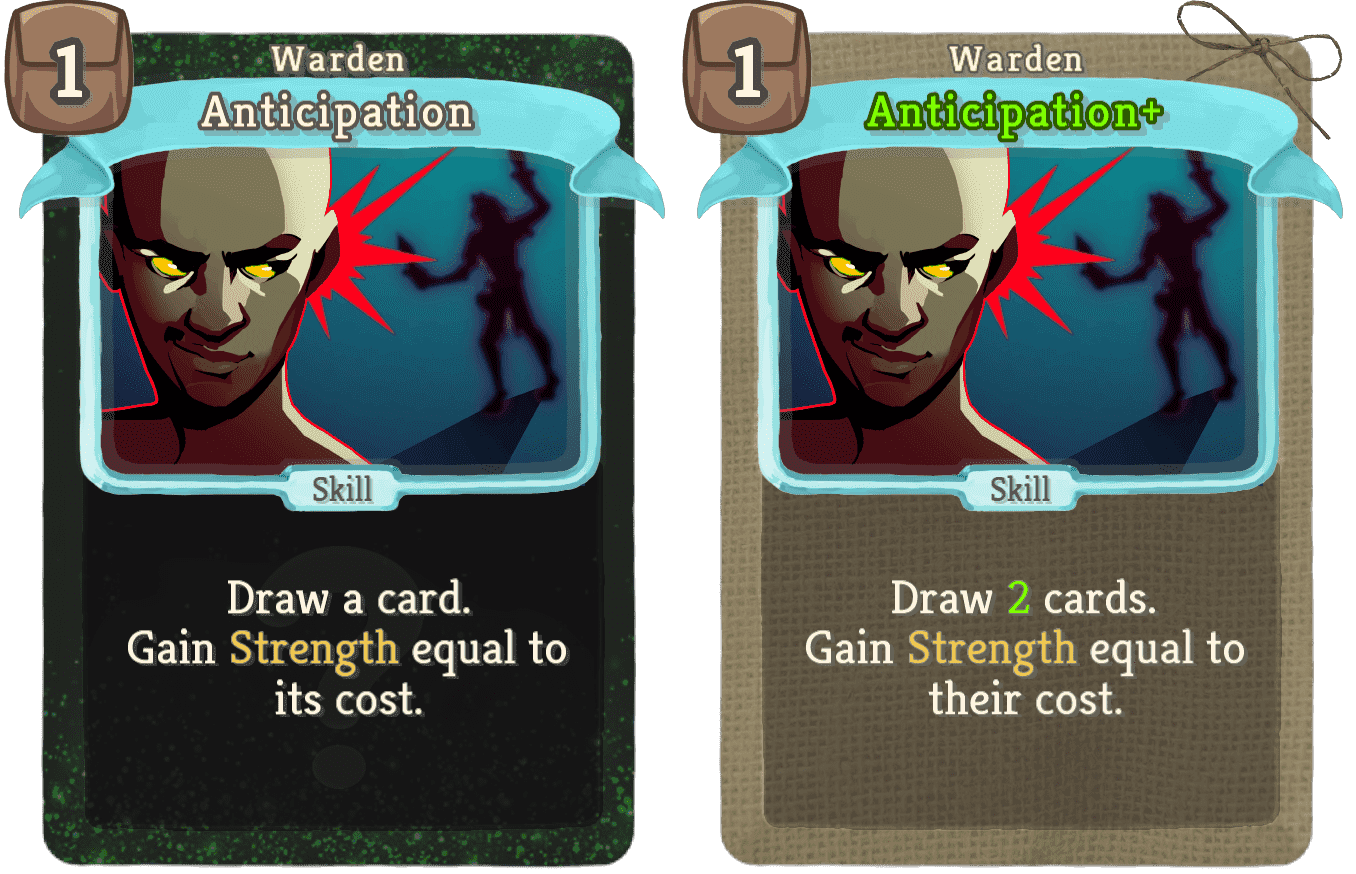 1
Warden
Anticipation
Skill
Draw a card.
Gain Strength equal to
its cost.
1
Warden
Anticipation+
Skill
Draw 2 cards.
Gain Strength equal to
their cost.